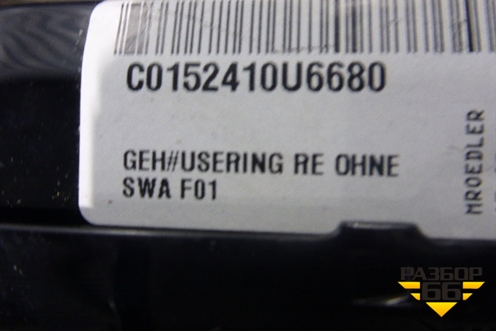 C0152410U6680
GEH#USERING RE OHNE
SWA F01
MROEDLER
РАЗБОР
66